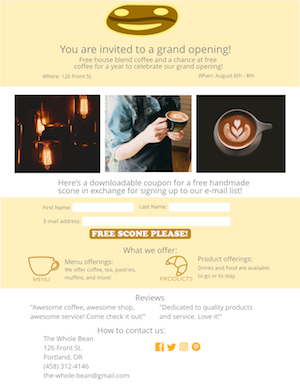 You are invited to a grand opening!
Free house blend coffee and a chance at free
coffee for a year to celebrate our grand opening!
Where: 126 Front St.
When: August 6th - 8th
Here's a downloadable coupon for a free handmade
scone in exchange for signing up to our e-mail list!
First Name:
Last Name:
E-mail address:
FREE SCONE PLEASE!
What we offer:
MENU
Menu offerings:
We offer coffee, tea, pastries,
muffins, and more!
PRODUCTS
Product offerings:
Drinks and food are available
to go or to stay.
Reviews
"Awesome coffee, awesome shop,
awesome service! Come check it out!"
"Dedicated to quality products
and service. Love it!"
How to contact us:
The Whole Bean
126 Front St.
Portland, OR
(458) 312-4146
the-whole-bean@gmail.com